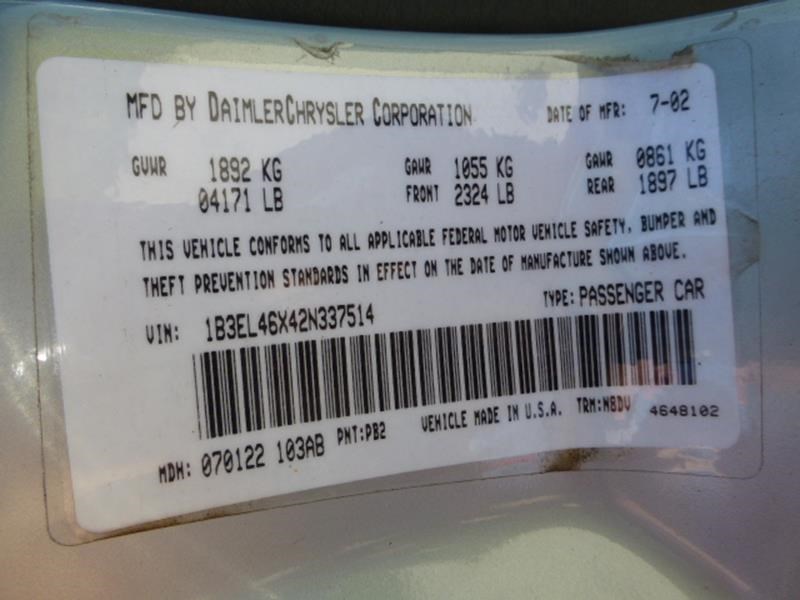 MFD BY DAIMLERCHRYSLER CORPORATION DATE OF MFR: 7-02
GVWR 1892 KG GAWR 1055 KG GAWR 0861 KG
04171 LB FRONT 2324 LB REAR 1897 LB
THIS VEHICLE CONFORMS TO ALL APPLICABLE FEDERAL MOTOR VEHICLE SAFETY, BUMPER AND
THEFT PREVENTION STANDARDS IN EFFECT ON THE DATE OF MANUFACTURE SHOWN ABOVE.
VIN: 1B3EL46X42N337514 TYPE: PASSENGER CAR
MDH: 070122 103AB PNT:PB2 VEHICLE MADE IN U.S.A. TRM:N8DV 4648102